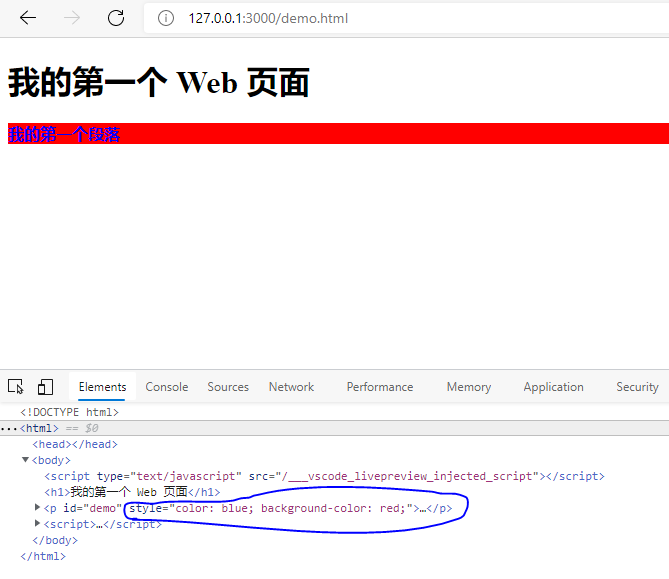 127.0.0.1:3000/demo.html
我的第一个 Web 页面
我的第一个段落
Elements Console Sources Network Performance Memory Application Security
<!DOCTYPE html>
...<html> == $0
<head></head>
<body>
<script type="text/javascript" src="/___vscode_livepreview_injected_script"></script>
<h1>我的第一个 Web 页面</h1>
<p id="demo" style="color: blue; background-color: red;">…</p>
<script>…</script>
</body>
</html>